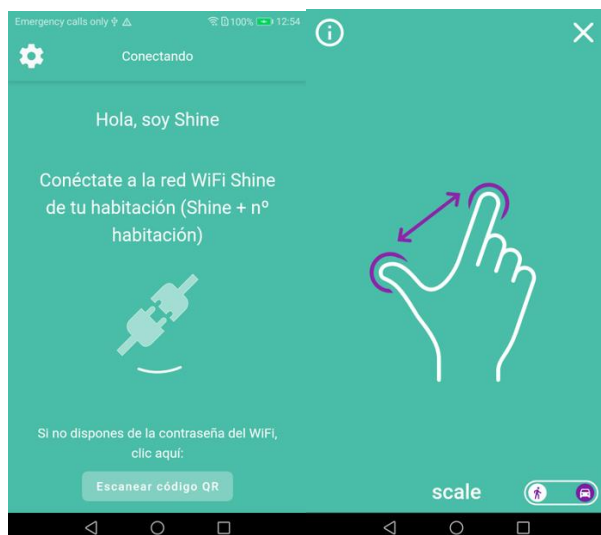 Emergency calls only 100% 12:54
Conectando
Hola, soy Shine
Conéctate a la red WiFi Shine
de tu habitación (Shine + nº
habitación)
Si no dispones de la contraseña del WiFi,
clic aquí:
Escanear código QR
scale